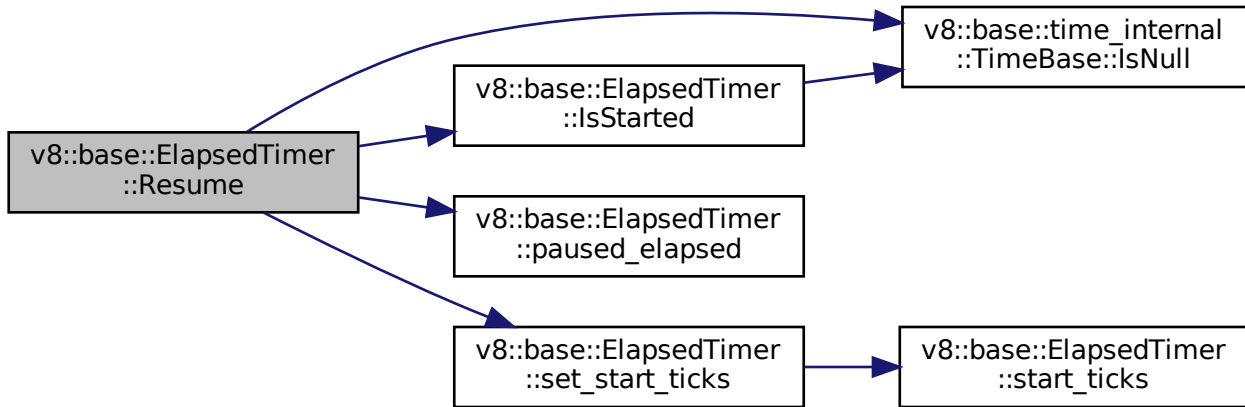 v8::base::ElapsedTimer
::Resume
v8::base::time_internal
::TimeBase::IsNull
v8::base::ElapsedTimer
::IsStarted
v8::base::ElapsedTimer
::paused_elapsed
v8::base::ElapsedTimer
::set_start_ticks
v8::base::ElapsedTimer
::start_ticks